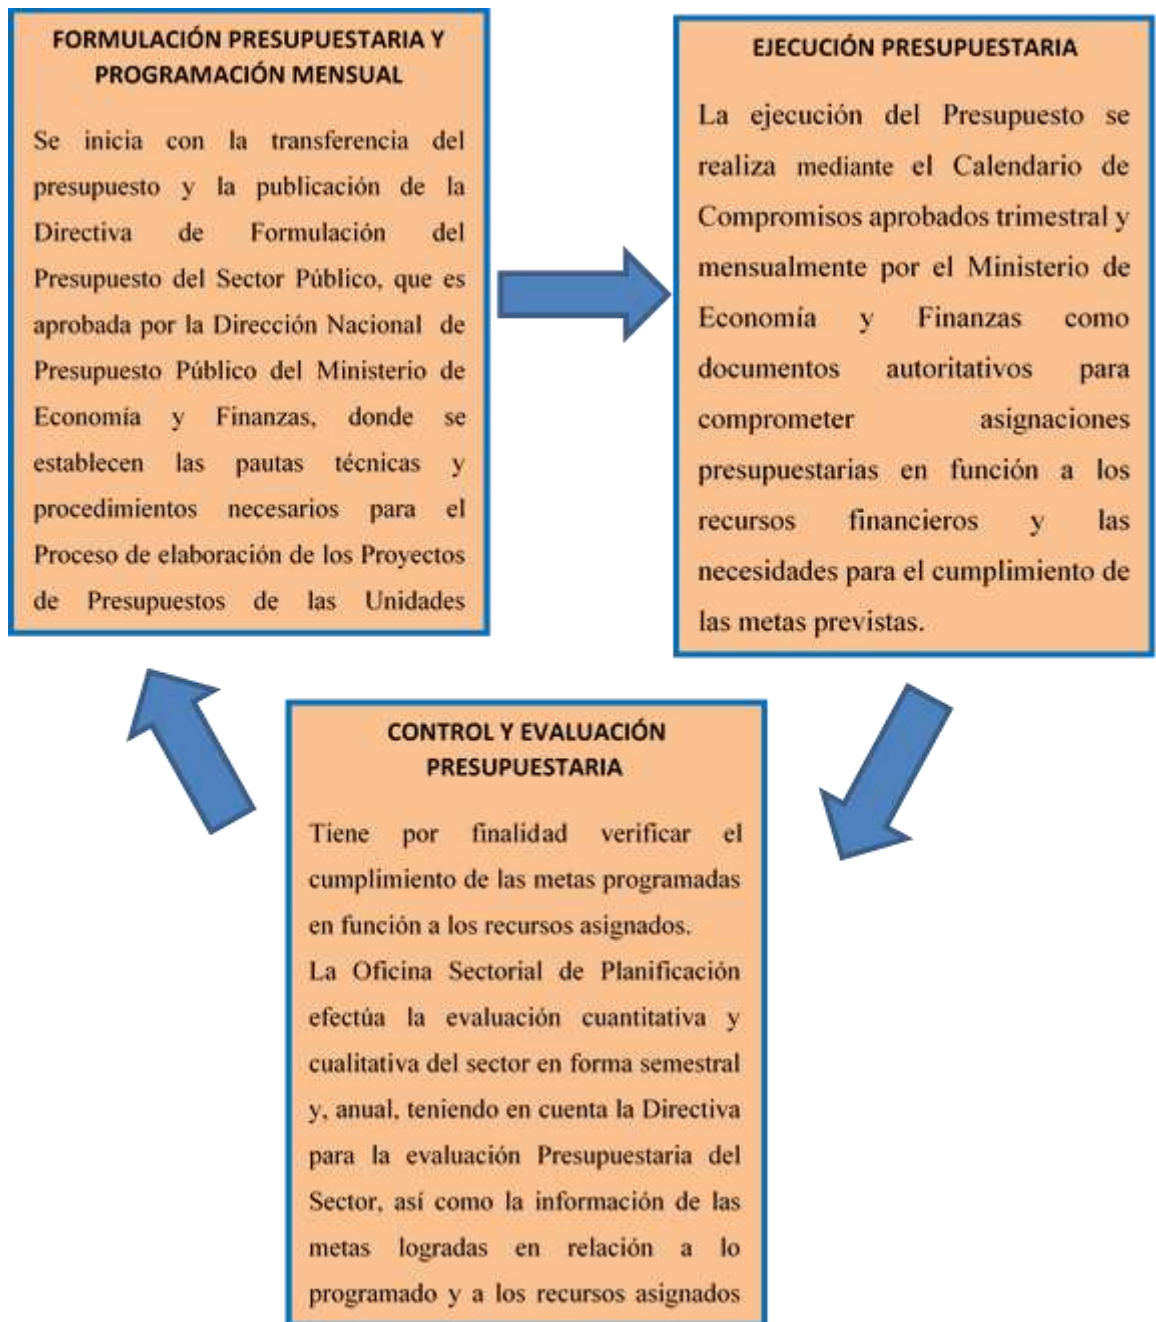 FORMULACIÓN PRESUPUESTARIA Y
PROGRAMACIÓN MENSUAL
Se inicia con la transferencia del
presupuesto y la publicación de la
Directiva de Formulación del
Presupuesto del Sector Público, que es
aprobada por la Dirección Nacional de
Presupuesto Público del Ministerio de
Economía y Finanzas, donde se
establecen las pautas técnicas y
procedimientos necesarios para el
Proceso de elaboración de los Proyectos
de Presupuestos de las Unidades
EJECUCIÓN PRESUPUESTARIA
La ejecución del Presupuesto se
realiza mediante el Calendario de
Compromisos aprobados trimestral y
mensualmente por el Ministerio de
Economía y Finanzas como
documentos autoritativos para
comprometer asignaciones
presupuestarias en función a los
recursos financieros y las
necesidades para el cumplimiento de
las metas previstas.
CONTROL Y EVALUACIÓN
PRESUPUESTARIA
Tiene por finalidad verificar el
cumplimiento de las metas programadas
en función a los recursos asignados.
La Oficina Sectorial de Planificación
efectúa la evaluación cuantitativa y
cualitativa del sector en forma semestral
y, anual, teniendo en cuenta la Directiva
para la evaluación Presupuestaria del
Sector, así como la información de las
metas logradas en relación a lo
programado y a los recursos asignados